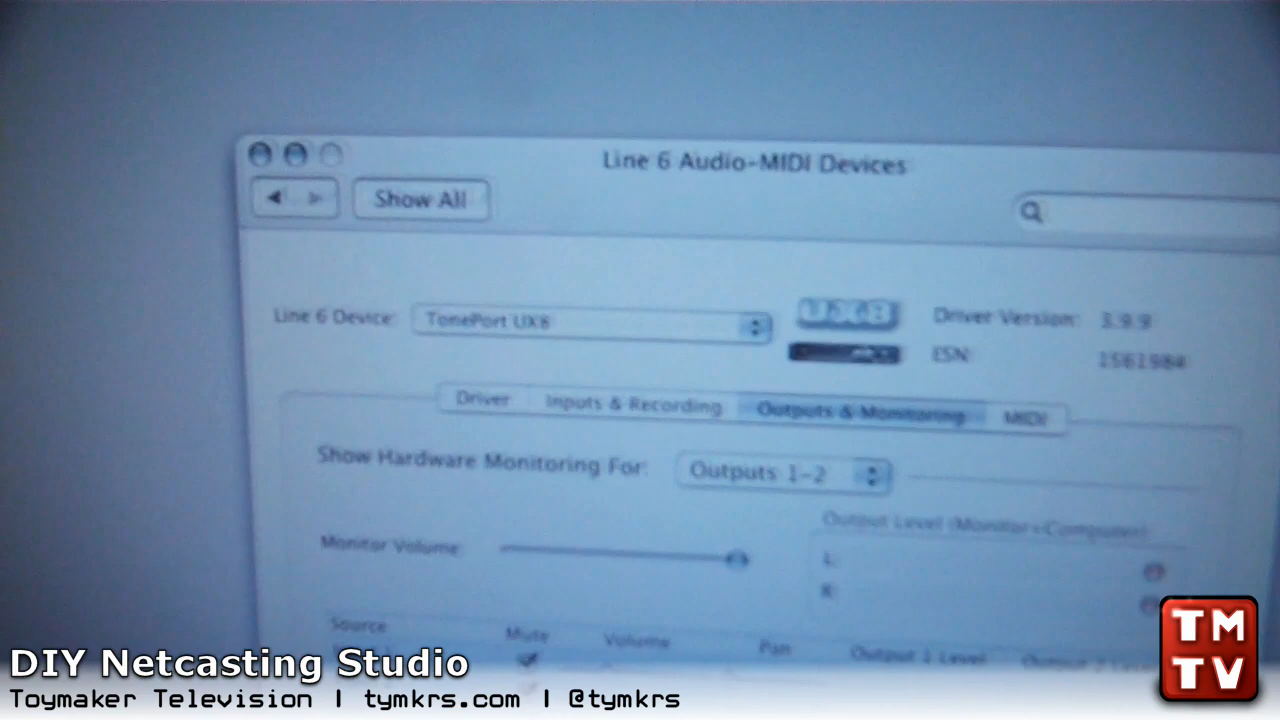 Line 6 Audio-MIDI Devices
Show All
Line 6 Device:
TonePort UX8
UX8
Driver Version:
3.9.9
ESN:
1561984
Driver
Inputs & Recording
Outputs & Monitoring
MIDI
Show Hardware Monitoring For:
Outputs 1-2
Output Level (Monitor+Computer)
Monitor Volume:
L:
R:
Source
Mute
Volume
Pan
Output 1 Level
DIY Netcasting Studio
Toymaker Television | tymkrs.com | @tymkrs
TM
TV